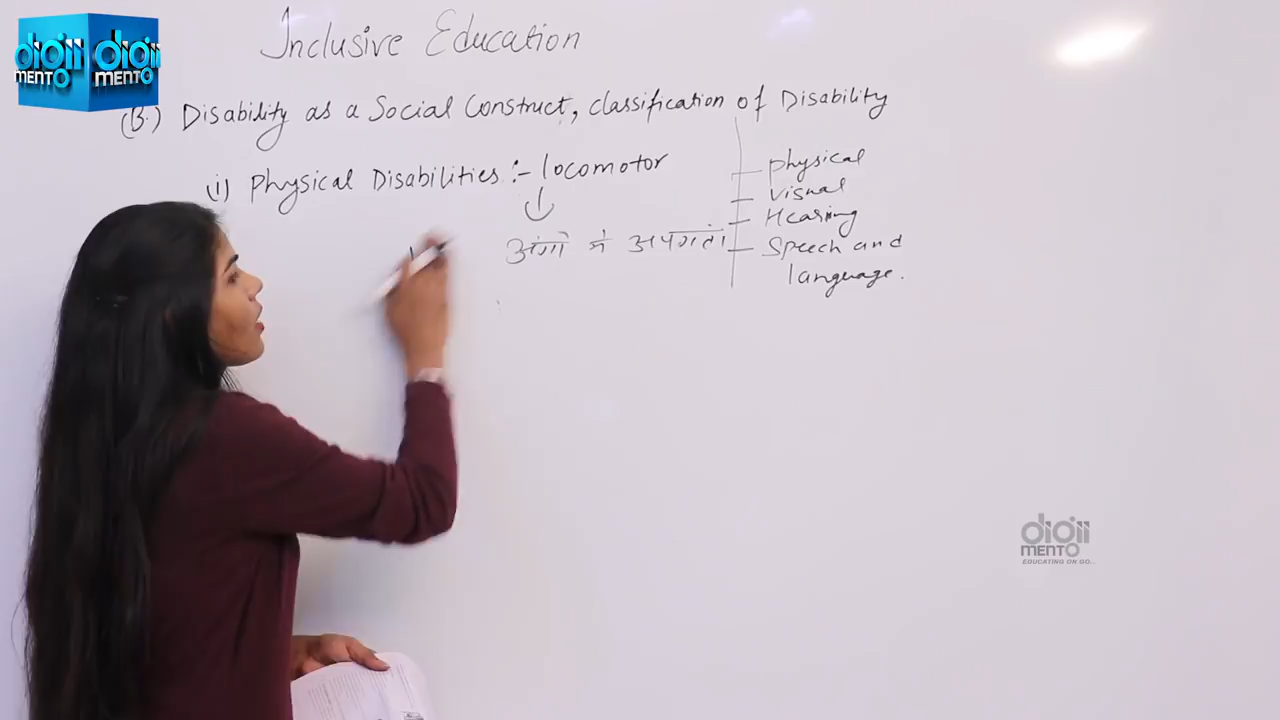 Inclusive Education
digii
MENTO
digii
MENTO
(B.) Disability as a Social Construct, classification of Disability
(i) Physical Disabilities :- locomotor
अंगों में अपंगता
physical
Visual
Hearing
Speech and
language.
digii
MENTO
EDUCATING ON GO...